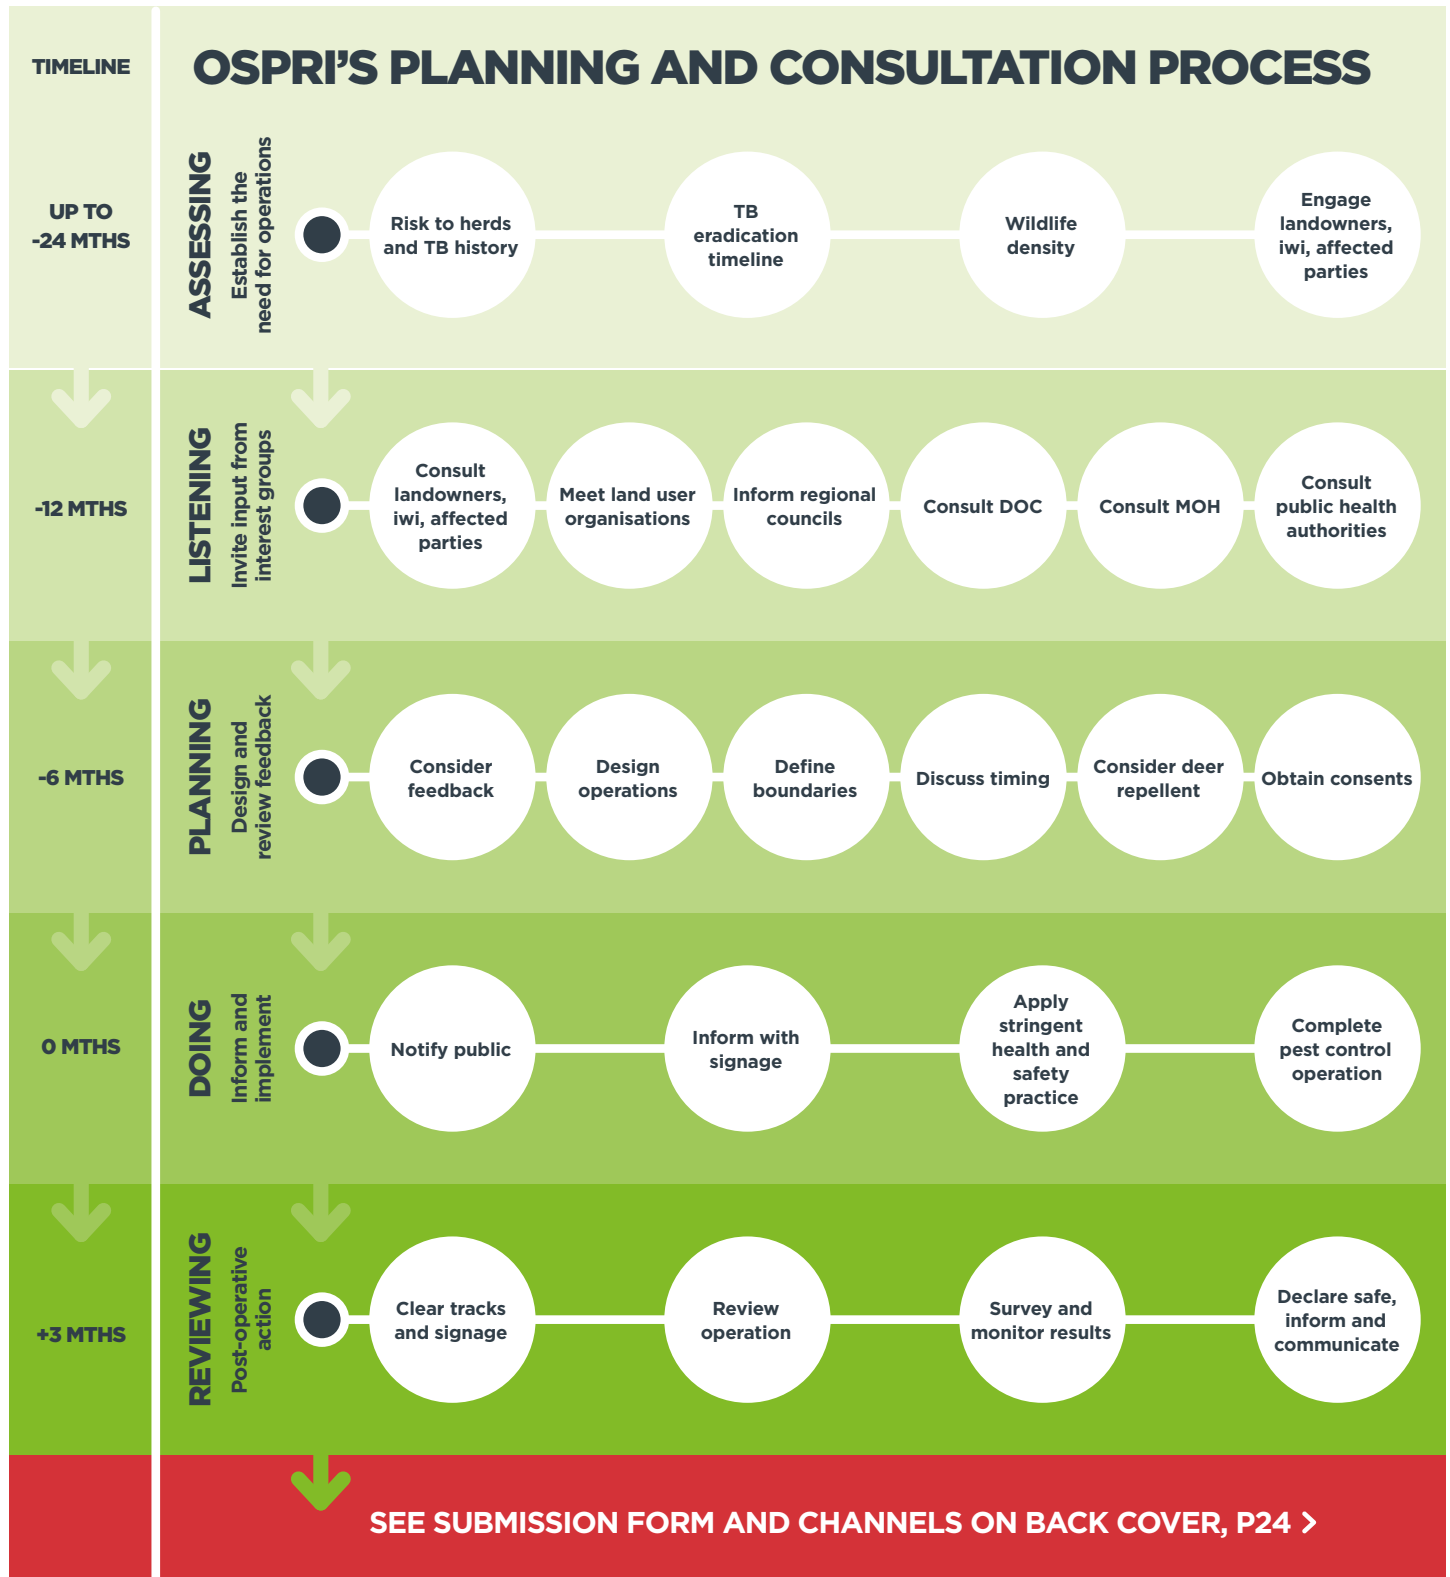 TIMELINE
OSPRI'S PLANNING AND CONSULTATION PROCESS
UP TO
-24 MTHS
ASSESSING
Establish the
need for operations
Risk to herds
and TB history
TB
eradication
timeline
Wildlife
density
Engage
landowners,
iwi, affected
parties
-12 MTHS
LISTENING
Invite input from
interest groups
Consult
landowners,
iwi, affected
parties
Meet land user
organisations
Inform regional
councils
Consult DOC
Consult MOH
Consult
public health
authorities
-6 MTHS
PLANNING
Design and
review feedback
Consider
feedback
Design
operations
Define
boundaries
Discuss timing
Consider deer
repellent
Obtain consents
0 MTHS
DOING
Inform and
implement
Notify public
Inform with
signage
Apply
stringent
health and
safety
practice
Complete
pest control
operation
+3 MTHS
REVIEWING
Post-operative
action
Clear tracks
and signage
Review
operation
Survey and
monitor results
Declare safe,
inform and
communicate
SEE SUBMISSION FORM AND CHANNELS ON BACK COVER, P24 >